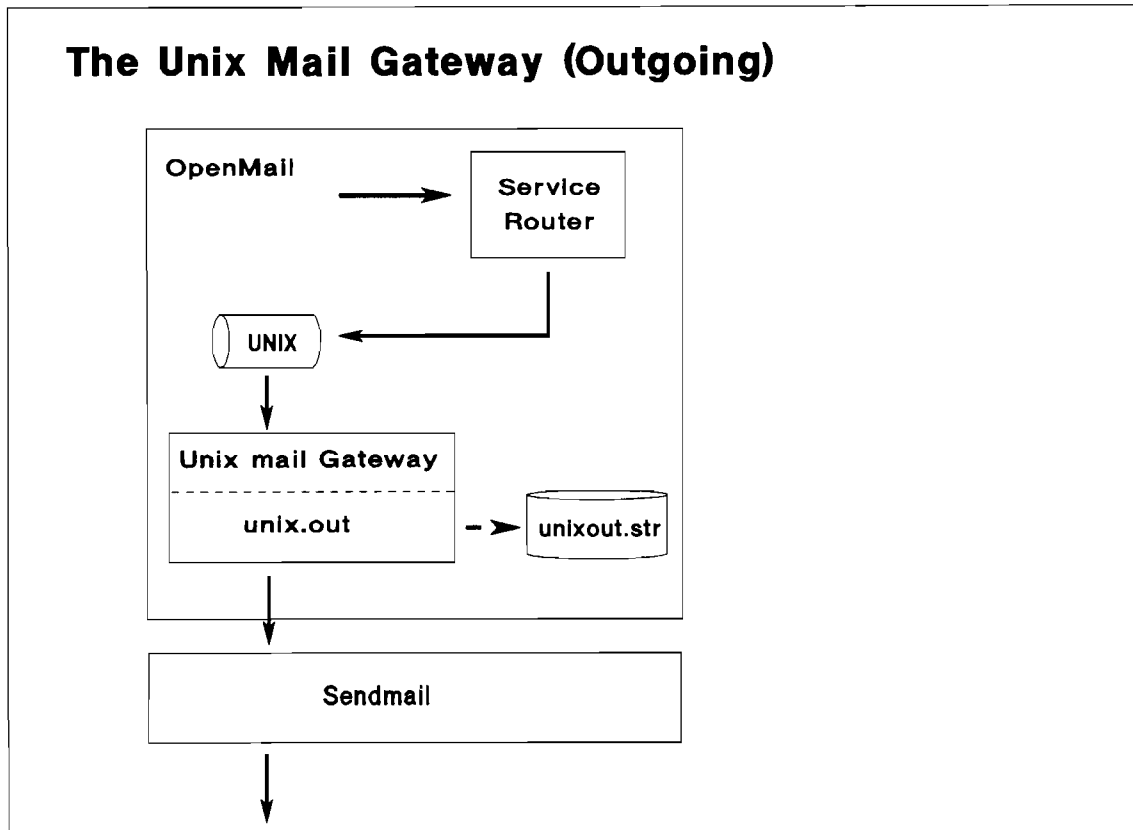 The Unix Mail Gateway (Outgoing)
OpenMail
Service
Router
UNIX
Unix mail Gateway
unix.out
unixout.str
Sendmail